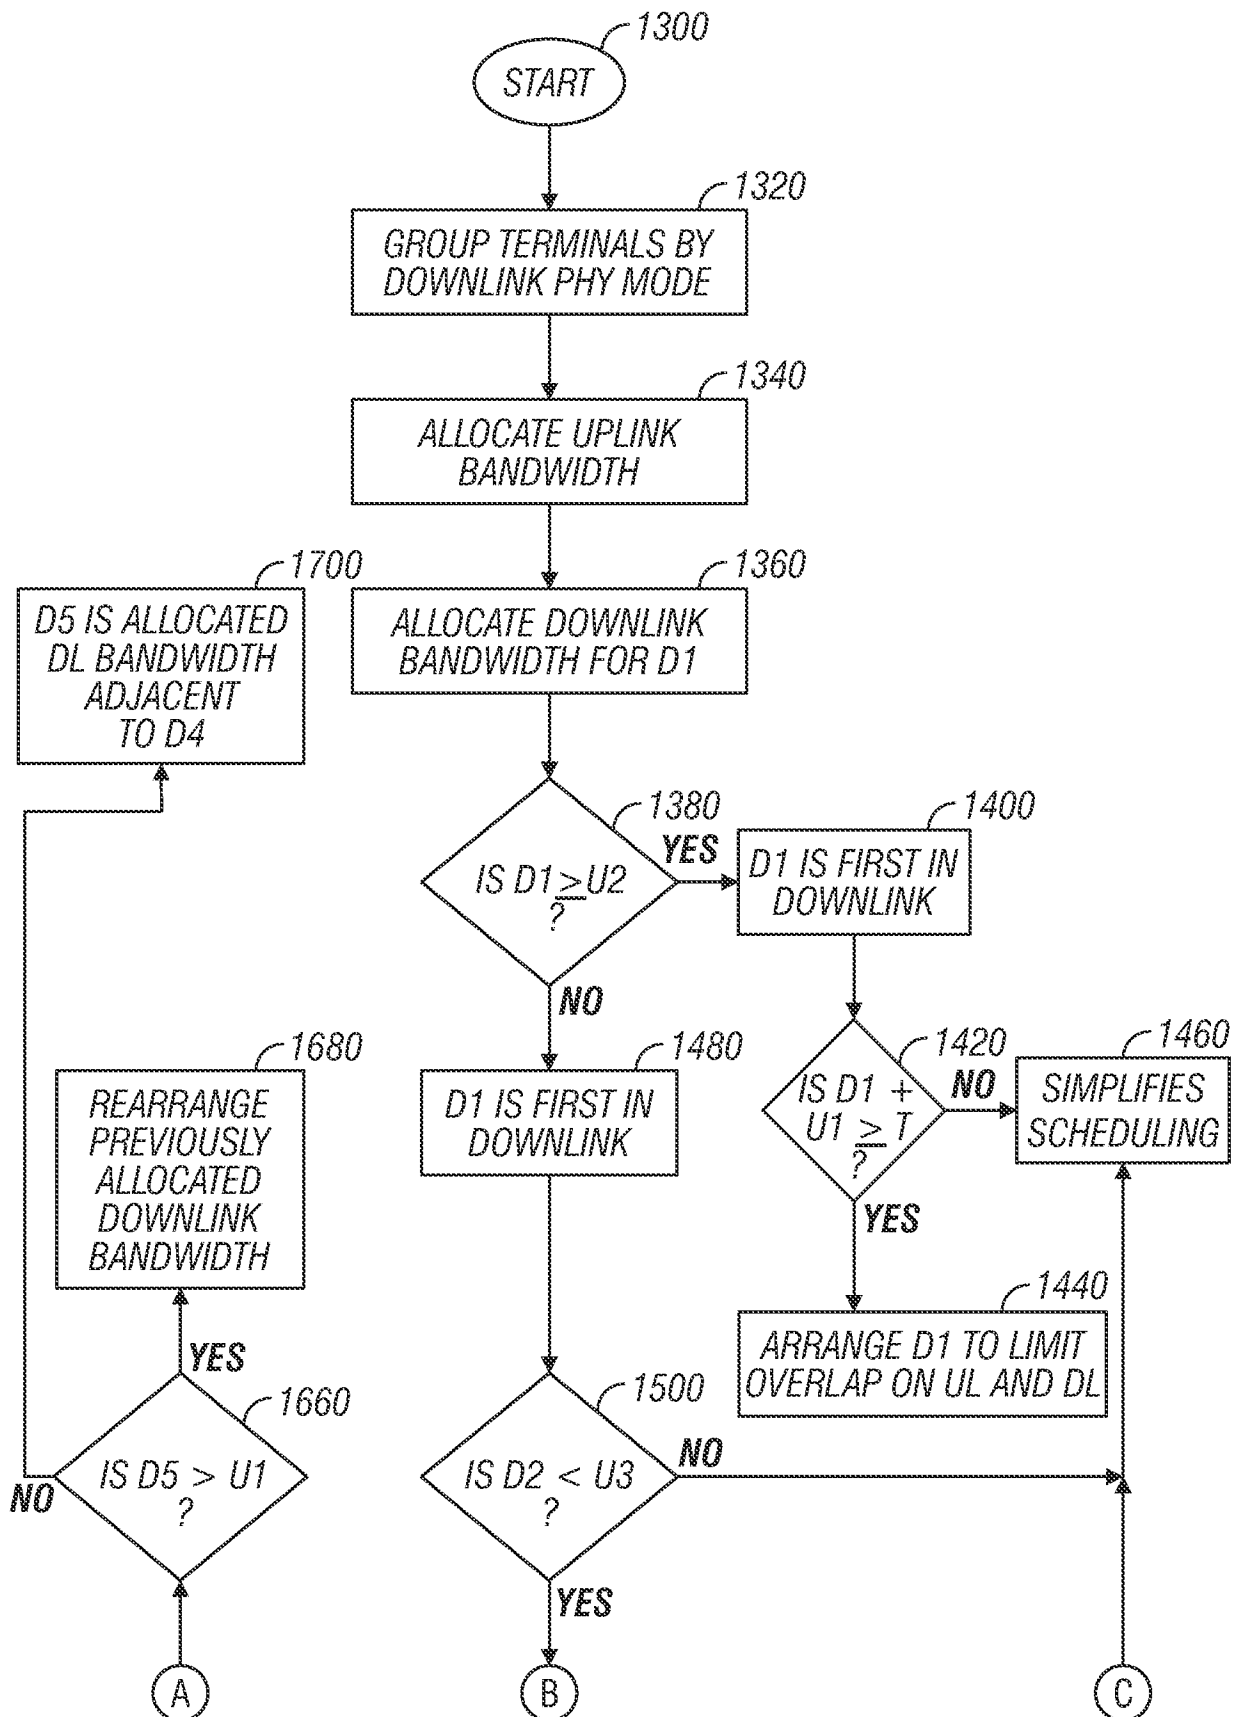 1300
START
1320
GROUP TERMINALS BY
DOWNLINK PHY MODE
1340
ALLOCATE UPLINK
BANDWIDTH
1360
ALLOCATE DOWNLINK
BANDWIDTH FOR D1
1700
D5 IS ALLOCATED
DL BANDWIDTH
ADJACENT
TO D4
1380
IS D1 ≥ U2
?
YES
NO
1400
D1 IS FIRST IN
DOWNLINK
1420
IS D1 +
U1 ≥ T
?
NO
YES
1460
SIMPLIFIES
SCHEDULING
1480
D1 IS FIRST IN
DOWNLINK
1680
REARRANGE
PREVIOUSLY
ALLOCATED
DOWNLINK
BANDWIDTH
1440
ARRANGE D1 TO LIMIT
OVERLAP ON UL AND DL
YES
1660
IS D5 > U1
?
NO
1500
IS D2 < U3
?
NO
YES
A
B
C